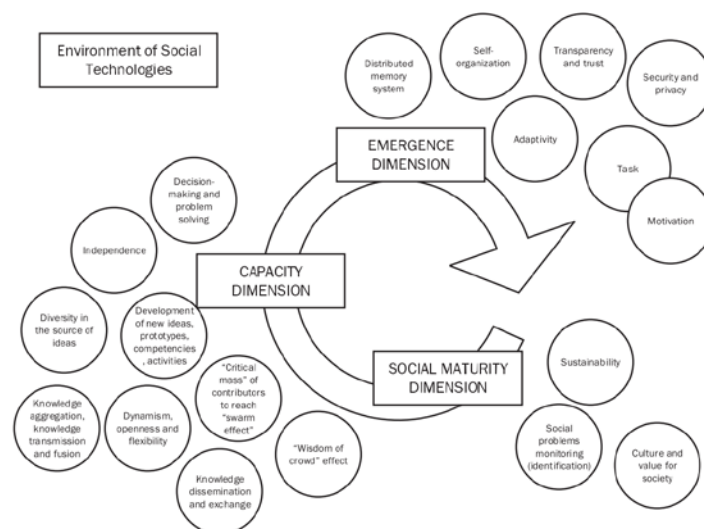 Environment of Social
Technologies
Distributed
memory
system
Self-
organization
Transparency
and trust
Security and
privacy
Adaptivity
Task
Motivation
EMERGENCE
DIMENSION
Decision-
making and
problem
solving
Independence
CAPACITY
DIMENSION
Diversity in
the source of
ideas
Development
of new ideas,
prototypes,
competencies
, activities
"Critical
mass" of
contributors
to reach
"swarm
effect"
Knowledge
aggregation,
knowledge
transmission
and fusion
Dynamism,
openness and
flexibility
"Wisdom of
crowd" effect
Knowledge
dissemination
and exchange
SOCIAL MATURITY
DIMENSION
Sustainability
Social
problems
monitoring
(identification)
Culture and
value for
society